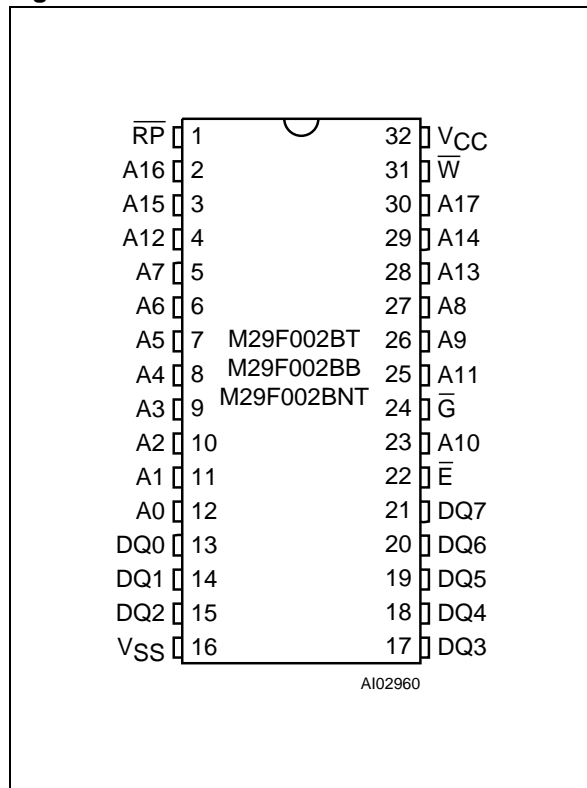 R̅P̅ 1 32 VCC
A16 2 31 W̅
A15 3 30 A17
A12 4 29 A14
A7 5 28 A13
A6 6 27 A8
A5 7 M29F002BT 26 A9
A4 8 M29F002BB 25 A11
A3 9 M29F002BNT 24 G̅
A2 10 23 A10
A1 11 22 E̅
A0 12 21 DQ7
DQ0 13 20 DQ6
DQ1 14 19 DQ5
DQ2 15 18 DQ4
VSS 16 17 DQ3
AI02960